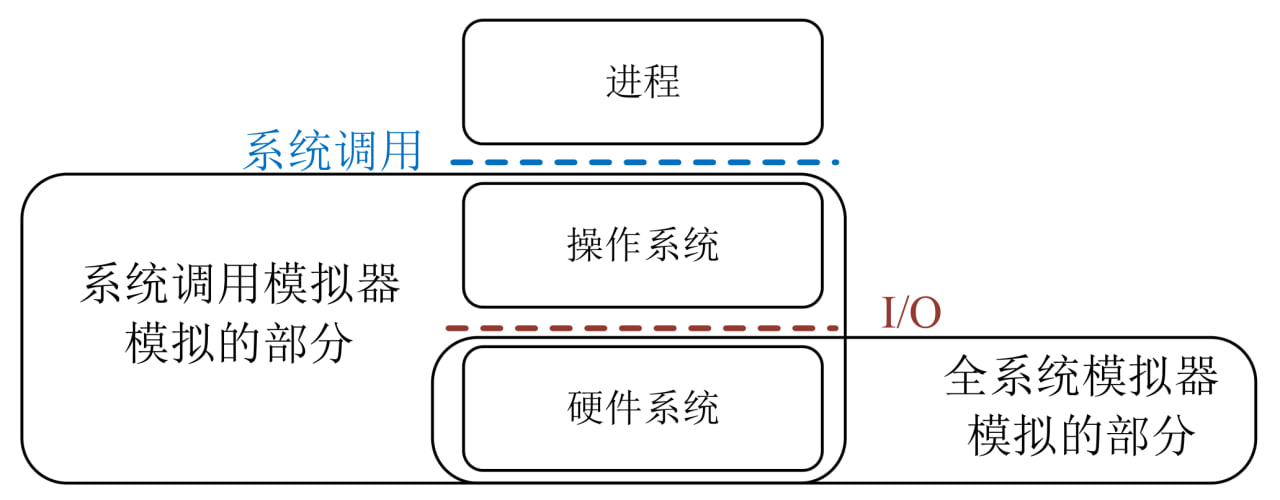 进程
系统调用
操作系统
系统调用模拟器
模拟的部分
I/O
硬件系统
全系统模拟器
模拟的部分